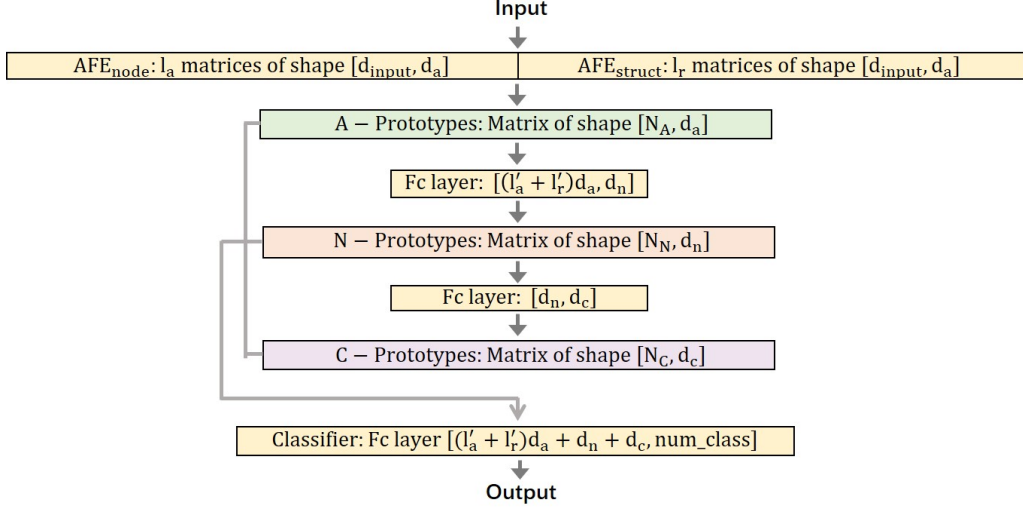 Input
AFE_node: l_a matrices of shape [d_input, d_a]
AFE_struct: l_r matrices of shape [d_input, d_a]
A − Prototypes: Matrix of shape [N_A, d_a]
Fc layer: [(l'_a + l'_r)d_a, d_n]
N − Prototypes: Matrix of shape [N_N, d_n]
Fc layer: [d_n, d_c]
C − Prototypes: Matrix of shape [N_C, d_c]
Classifier: Fc layer [(l'_a + l'_r)d_a + d_n + d_c, num_class]
Output